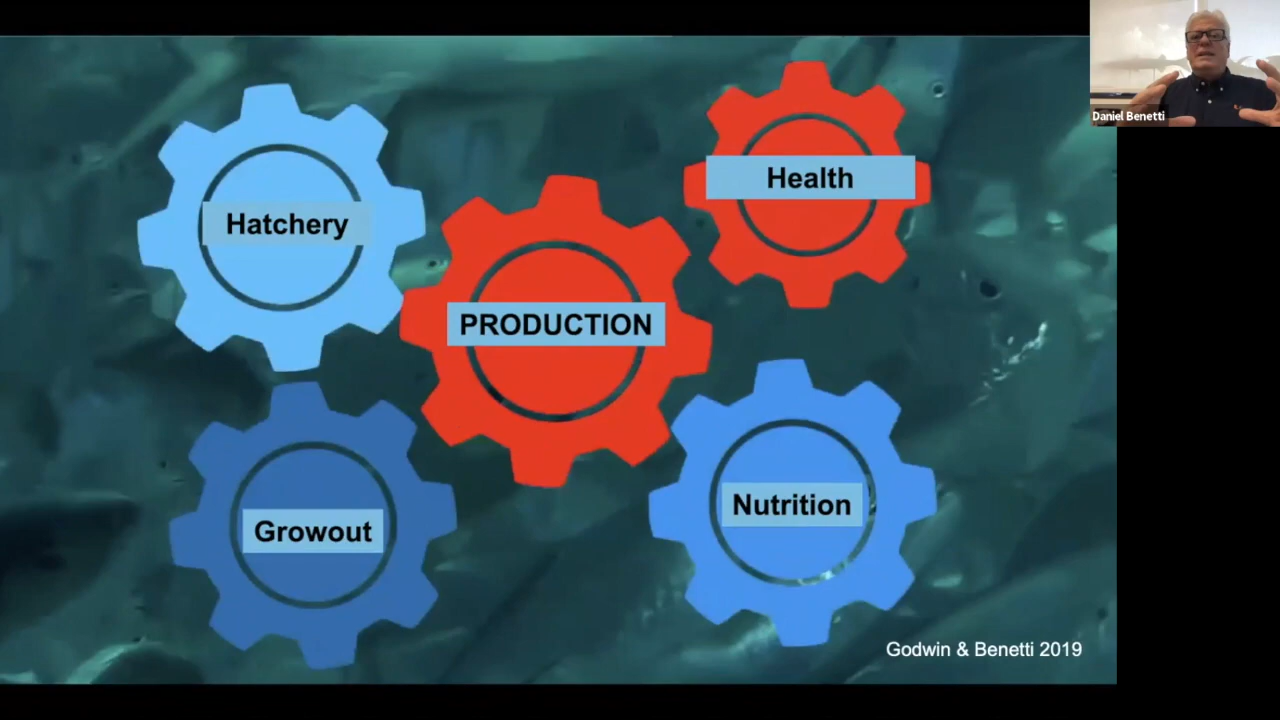 Hatchery
Health
PRODUCTION
Growout
Nutrition
Godwin & Benetti 2019
Daniel Benetti